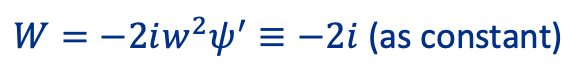 W = −2iw²ψ′ ≡ −2i (as constant)